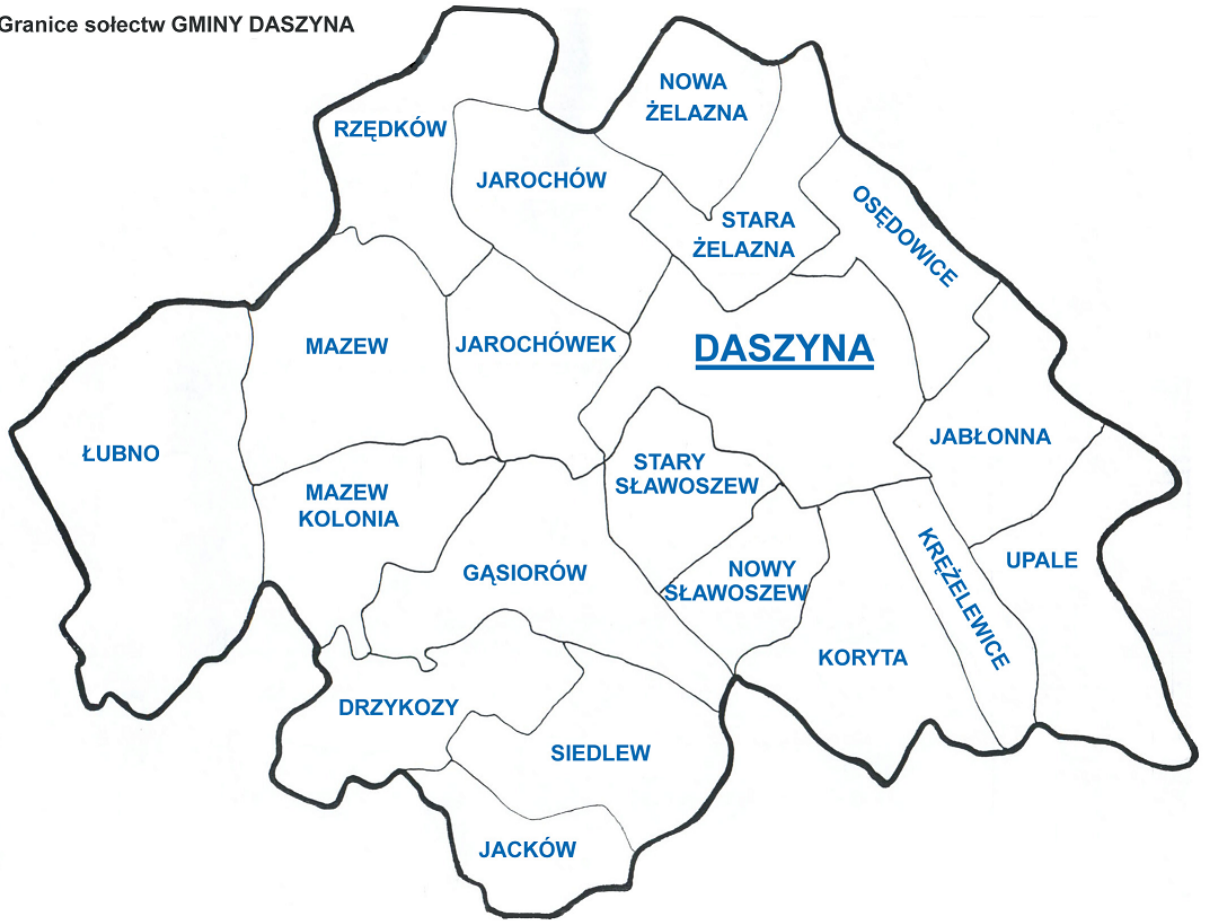 Granice sołectw GMINY DASZYNA
NOWA
ŻELAZNA
RZĘDKÓW
JAROCHÓW
STARA
ŻELAZNA
OSĘDOWICE
MAZEW
JAROCHÓWEK
DASZYNA
ŁUBNO
JABŁONNA
STARY
SŁAWOSZEW
MAZEW
KOLONIA
GĄSIORÓW
NOWY
SŁAWOSZEW
KRĘŻELEWICE
UPALE
KORYTA
DRZYKOZY
SIEDLEW
JACKÓW